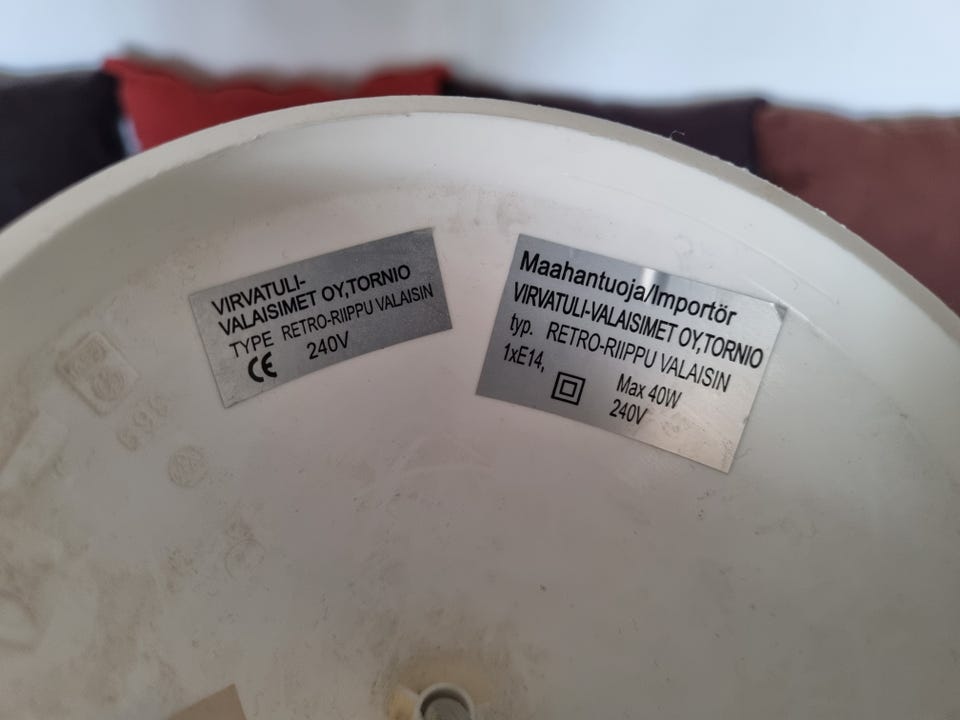 VIRVATULI-
VALAISIMET OY,TORNIO
TYPE RETRO-RIIPPU VALAISIN
CE 240V
Maahantuoja/Importör
VIRVATULI-VALAISIMET OY,TORNIO
typ. RETRO-RIIPPU VALAISIN
1xE14, Max 40W
240V